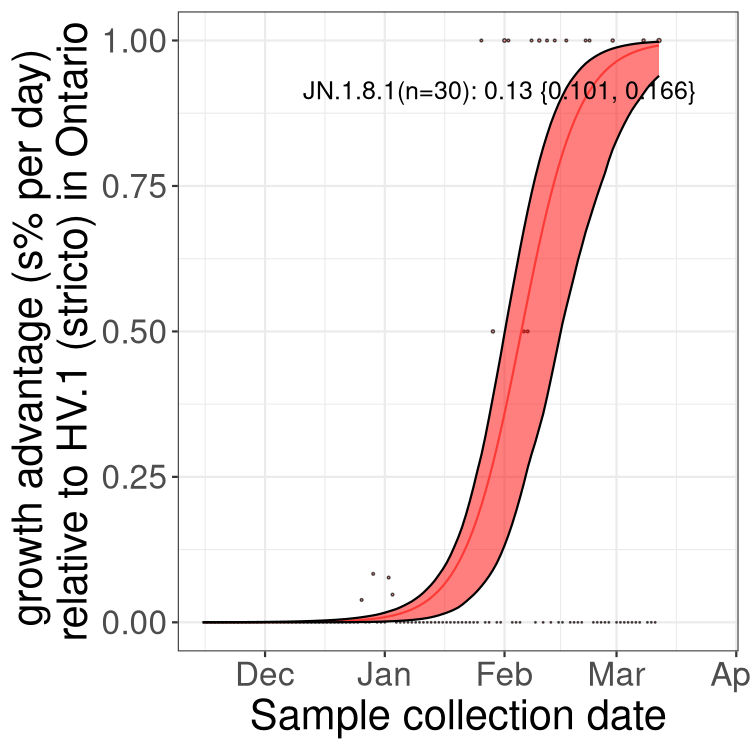 growth advantage (s% per day)
relative to HV.1 (stricto) in Ontario
1.00
0.75
0.50
0.25
0.00
JN.1.8.1(n=30): 0.13 {0.101, 0.166}
Dec Jan Feb Mar Ap
Sample collection date